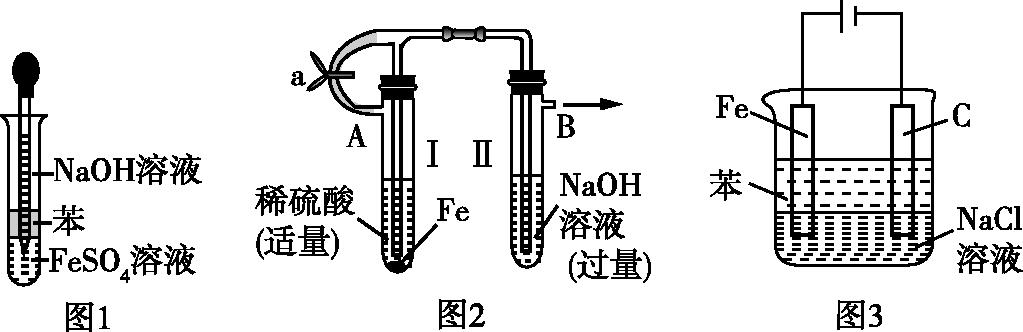 NaOH溶液
苯
FeSO₄溶液
图1
a
A
B
Ⅰ
Ⅱ
稀硫酸
(适量)
Fe
NaOH
溶液
(过量)
图2
Fe
C
苯
NaCl
溶液
图3